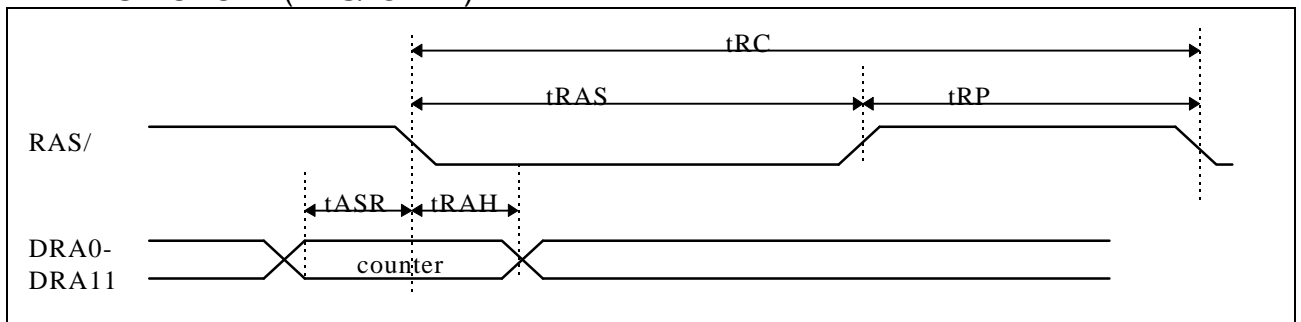 tRC
tRAS tRP
RAS/
tASR tRAH
DRA0-
counter
DRA11